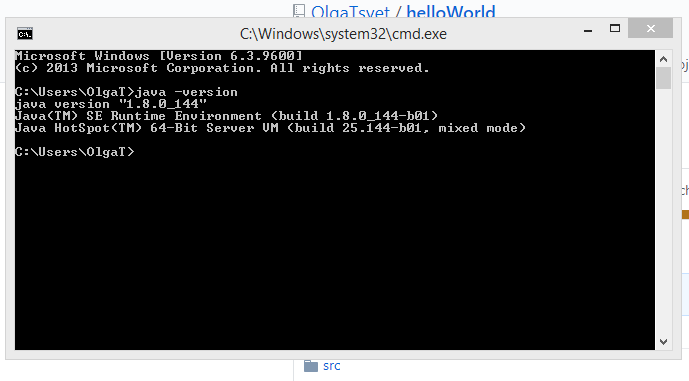 OlgaTsvet / helloWorld
C:\Windows\system32\cmd.exe
Microsoft Windows [Version 6.3.9600]
(c) 2013 Microsoft Corporation. All rights reserved.
C:\Users\OlgaT>java -version
java version "1.8.0_144"
Java(TM) SE Runtime Environment (build 1.8.0_144-b01)
Java HotSpot(TM) 64-Bit Server VM (build 25.144-b01, mixed mode)
C:\Users\OlgaT>
src